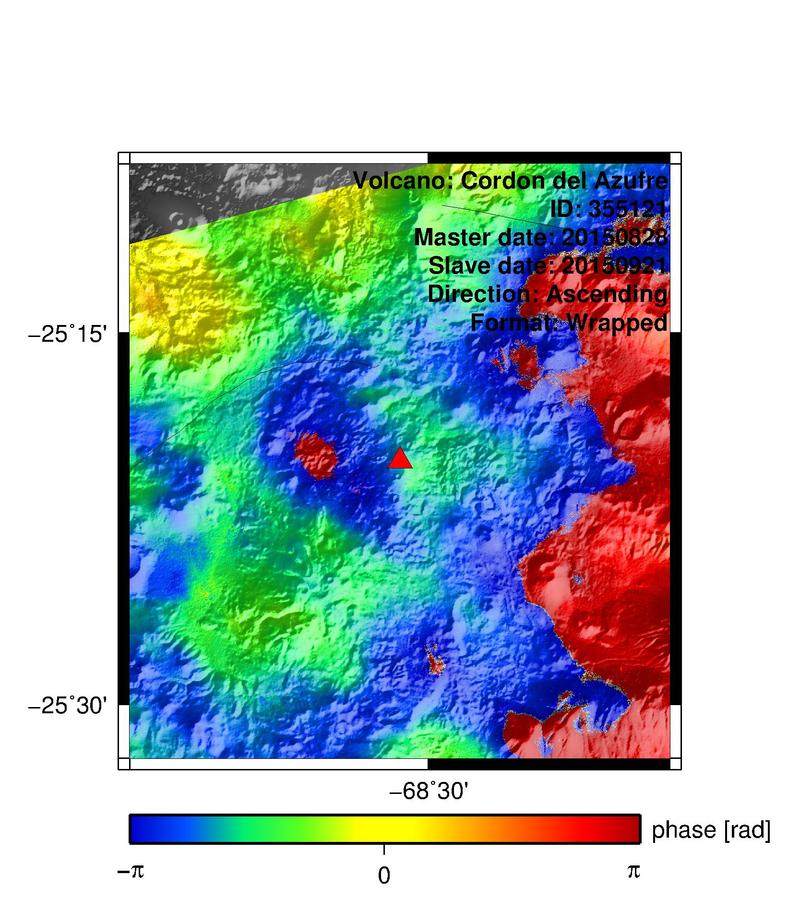 Volcano: Cordon del Azufre
ID: 355121
Master date: 20150828
Slave date: 20150921
Direction: Ascending
Format: Wrapped
−25˚15'
−25˚30'
−68˚30'
phase [rad]
−π 0 π